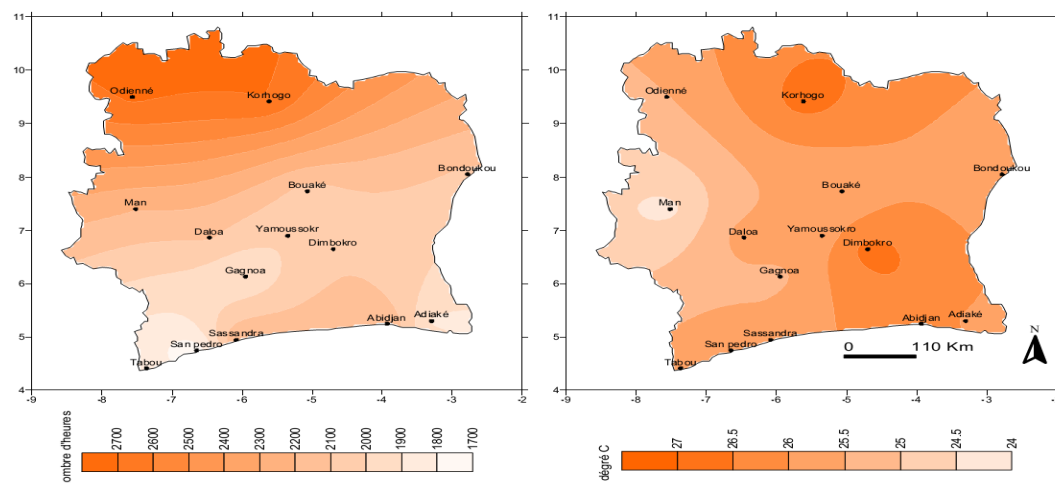 11
10
9
8
7
6
5
4
-9
-8
-7
-6
-5
-4
-3
-2
Odienné
Korhogo
Bondoukou
Bouaké
Man
Daloa
Yamoussokr
Dimbokro
Gagnoa
Abidjan
Adiaké
Sassandra
San pedro
Tabou
ombre d'heures
2700
2600
2500
2400
2300
2200
2100
2000
1900
1800
1700
11
10
9
8
7
6
5
4
-9
-8
-7
-6
-5
-4
-3
Odienné
Korhogo
Bondoukou
Bouaké
Man
Daloa
Yamoussokro
Dimbokro
Gagnoa
Abidjan
Adiaké
Sassandra
San pedro
Tabou
0 110 Km
N
dégré C
27
26.5
26
25.5
25
24.5
24